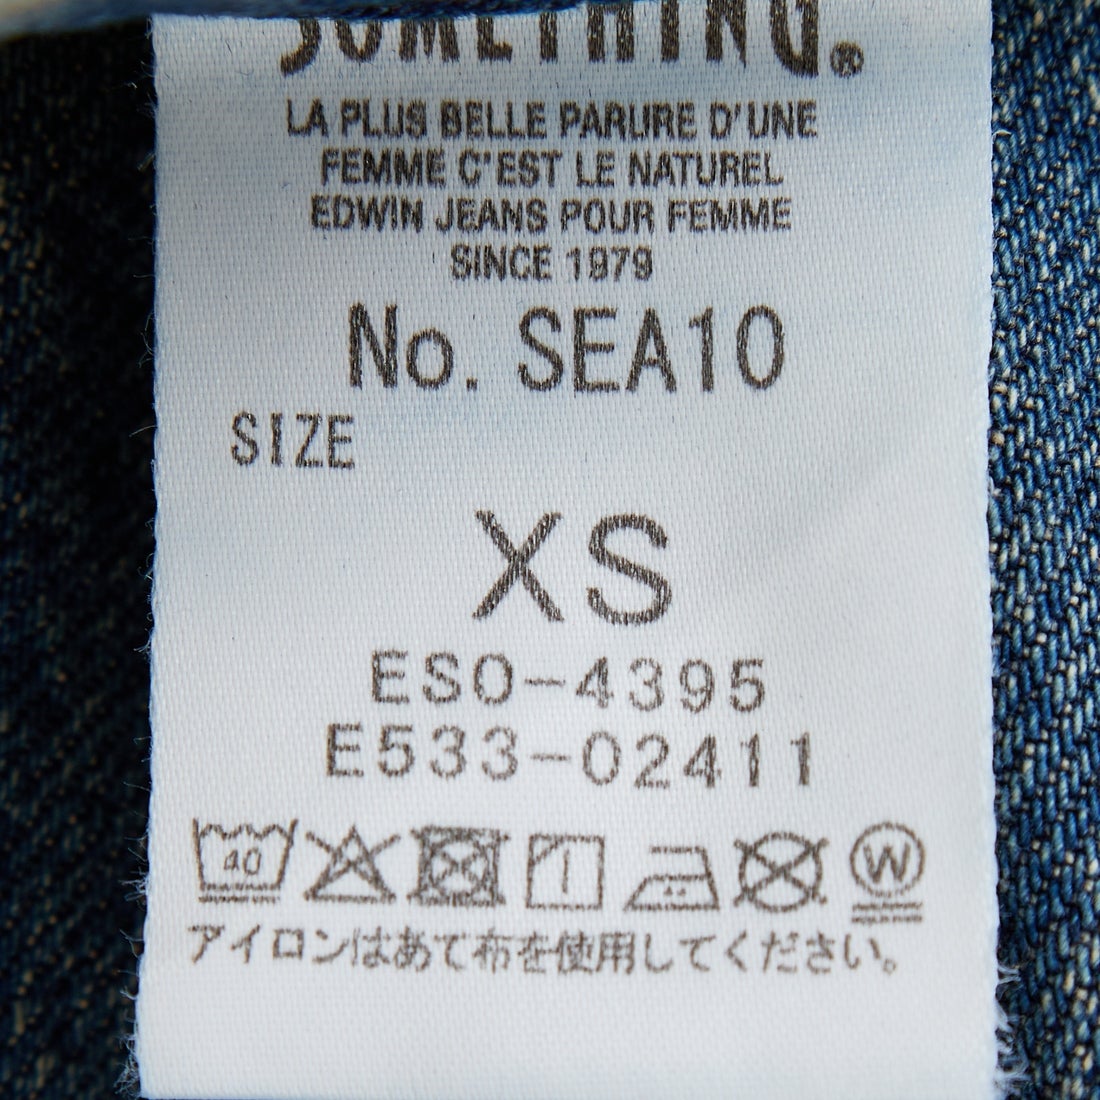 SOMETHING®
LA PLUS BELLE PARURE D'UNE
FEMME C'EST LE NATUREL
EDWIN JEANS POUR FEMME
SINCE 1979
No. SEA10
SIZE
XS
ESO-4395
E533-02411
40 W
アイロンはあて布を使用してください。